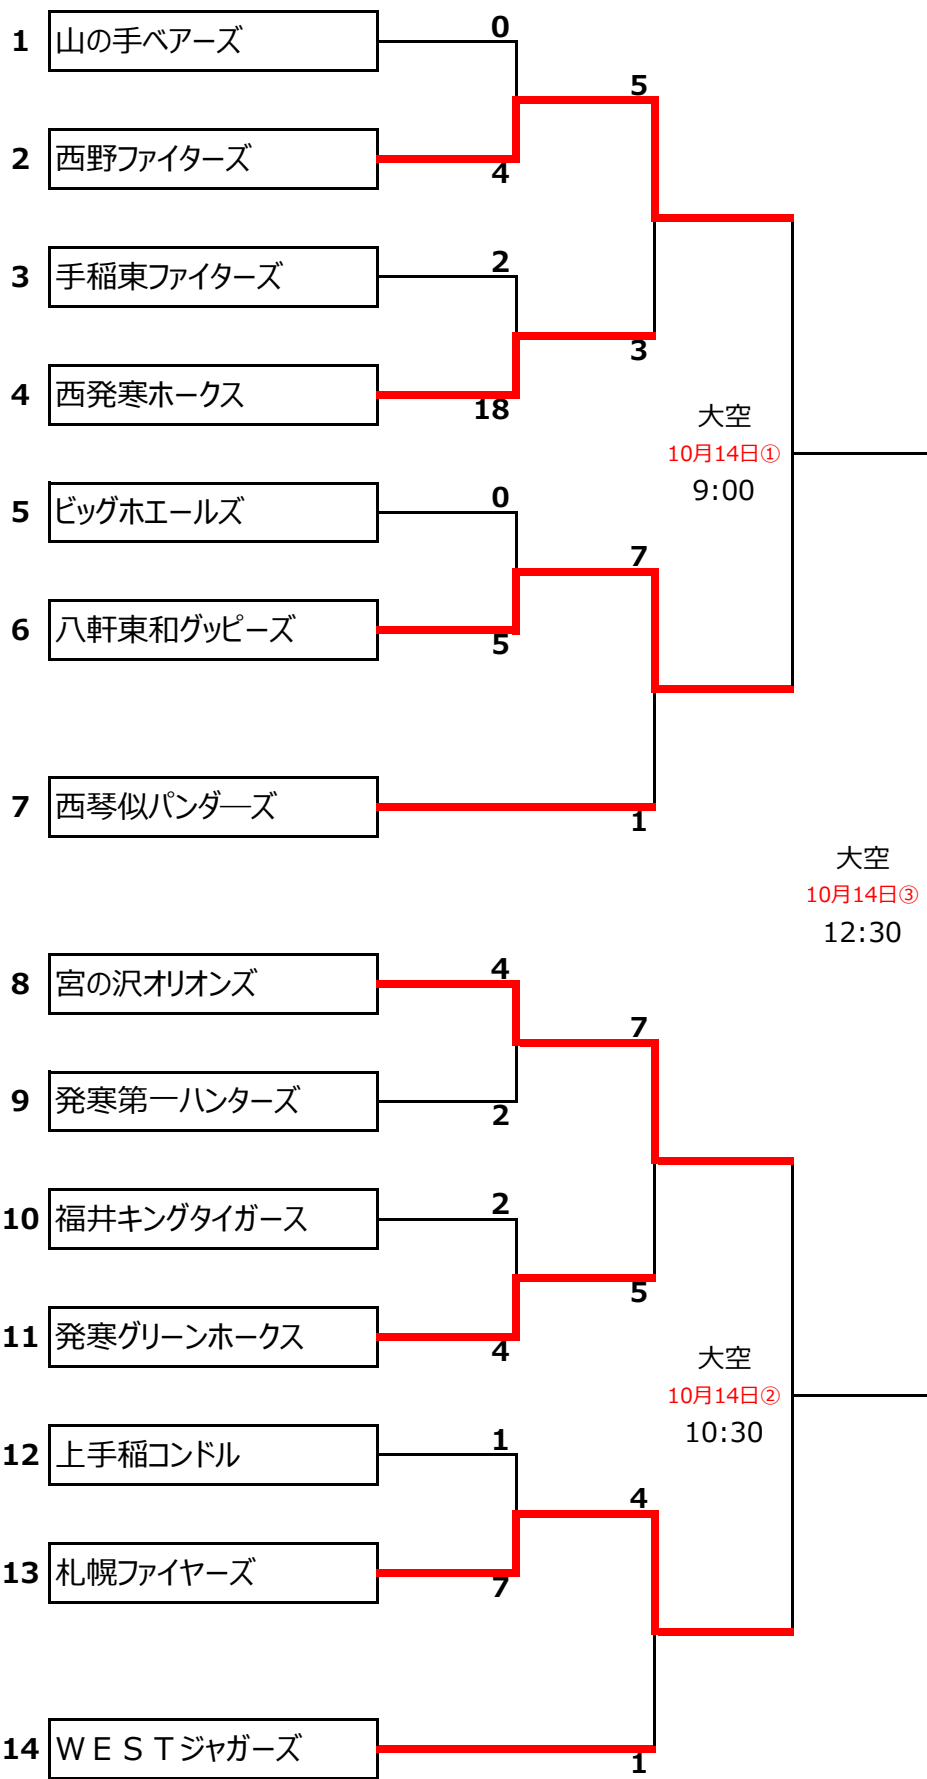 0
1 山の手ベアーズ
5
2 西野ファイターズ
4
2
3 手稲東ファイターズ
3
4 西発寒ホークス
18
大空
10月14日①
9:00
0
5 ビッグホエールズ
7
6 八軒東和グッピーズ
5
7 西琴似パンダ―ズ
1
大空
10月14日③
12:30
4
8 宮の沢オリオンズ
7
9 発寒第一ハンターズ
2
2
10 福井キングタイガース
5
11 発寒グリーンホークス
4
大空
10月14日②
10:30
1
12 上手稲コンドル
4
13 札幌ファイヤーズ
7
14 ＷＥＳＴジャガーズ
1